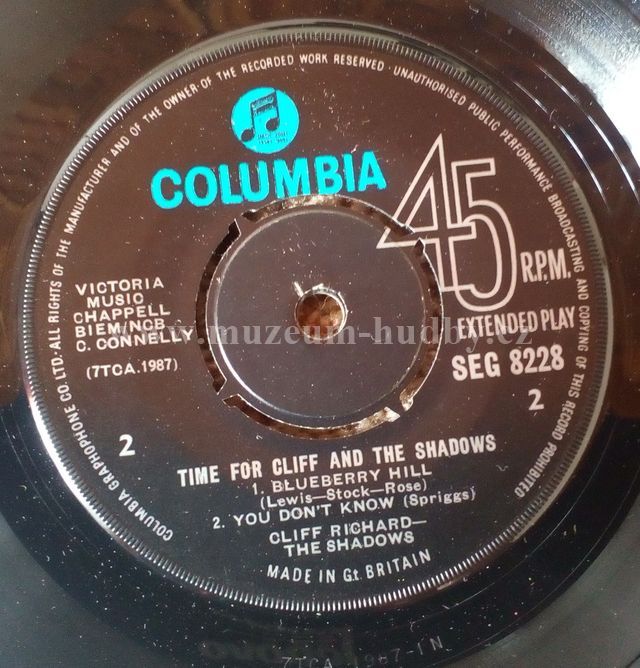 COLUMBIA GRAPHOPHONE CO. LTD. · ALL RIGHTS OF THE MANUFACTURER AND OF THE OWNER OF THE RECORDED WORK RESERVED · UNAUTHORISED PUBLIC PERFORMANCE BROADCASTING AND COPYING OF THIS RECORD PROHIBITED
COLUMBIA
45
R.P.M.
EXTENDED PLAY
SEG 8228
VICTORIA
MUSIC
CHAPPELL
BIEM/NCB
C. CONNELLY
(7TCA.1987)
www.muzeum-hudby.cz
2
2
TIME FOR CLIFF AND THE SHADOWS
1. BLUEBERRY HILL
(Lewis—Stock—Rose)
2. YOU DON'T KNOW (Spriggs)
CLIFF RICHARD—
THE SHADOWS
MADE IN Gt. BRITAIN
7TCA 1987-1N